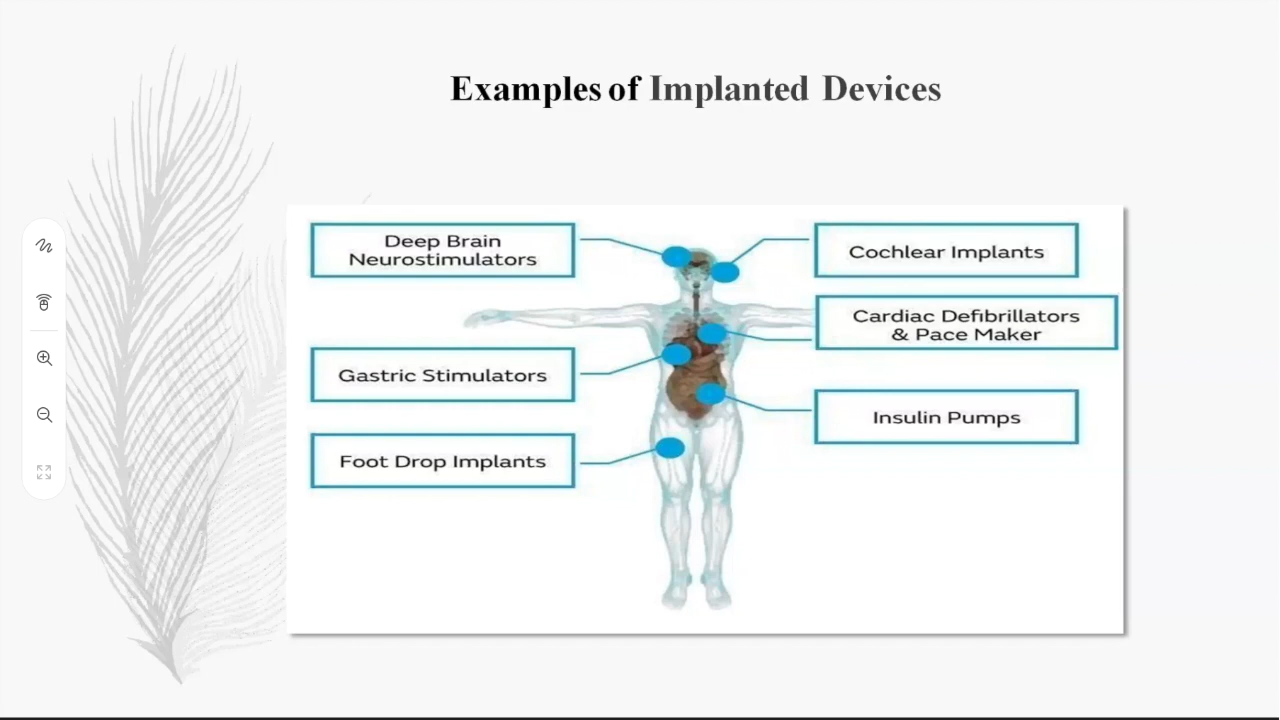 Examples of Implanted Devices
Deep Brain
Neurostimulators
Cochlear Implants
Cardiac Defibrillators
& Pace Maker
Gastric Stimulators
Insulin Pumps
Foot Drop Implants